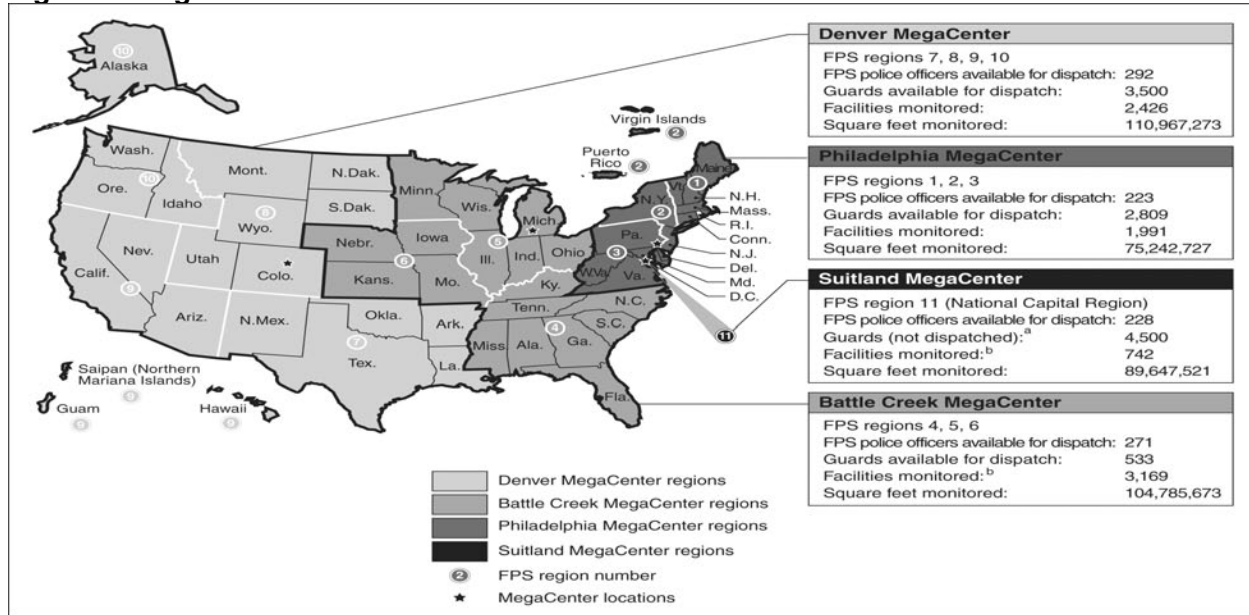 Alaska
10
Virgin Islands
2
Puerto
Rico
2
Wash.
Mont.
N.Dak.
Minn.
Ore.
10
Idaho
S.Dak.
Wis.
Mich.
Wyo.
8
Nebr.
Iowa
Nev.
Utah
Colo.
Calif.
9
Kans.
6
Mo.
Ill.
5
Ind.
Ohio
Ky.
Ariz.
N.Mex.
Okla.
Ark.
Tenn.
N.C.
S.C.
4
Tex.
7
La.
Miss.
Ala.
Ga.
Fla.
Maine
1
Vt.
N.Y.
2
Pa.
3
W.Va.
Va.
N.H.
Mass.
R.I.
Conn.
N.J.
Del.
Md.
D.C.
11
Saipan (Northern
Mariana Islands)
9
Guam
9
Hawaii
9
Denver MegaCenter
FPS regions 7, 8, 9, 10
FPS police officers available for dispatch: 292
Guards available for dispatch: 3,500
Facilities monitored: 2,426
Square feet monitored: 110,967,273
Philadelphia MegaCenter
FPS regions 1, 2, 3
FPS police officers available for dispatch: 223
Guards available for dispatch: 2,809
Facilities monitored: 1,991
Square feet monitored: 75,242,727
Suitland MegaCenter
FPS region 11 (National Capital Region)
FPS police officers available for dispatch: 228
Guards (not dispatched):a 4,500
Facilities monitored:b 742
Square feet monitored: 89,647,521
Battle Creek MegaCenter
FPS regions 4, 5, 6
FPS police officers available for dispatch: 271
Guards available for dispatch: 533
Facilities monitored:b 3,169
Square feet monitored: 104,785,673
Denver MegaCenter regions
Battle Creek MegaCenter regions
Philadelphia MegaCenter regions
Suitland MegaCenter regions
2 FPS region number
MegaCenter locations